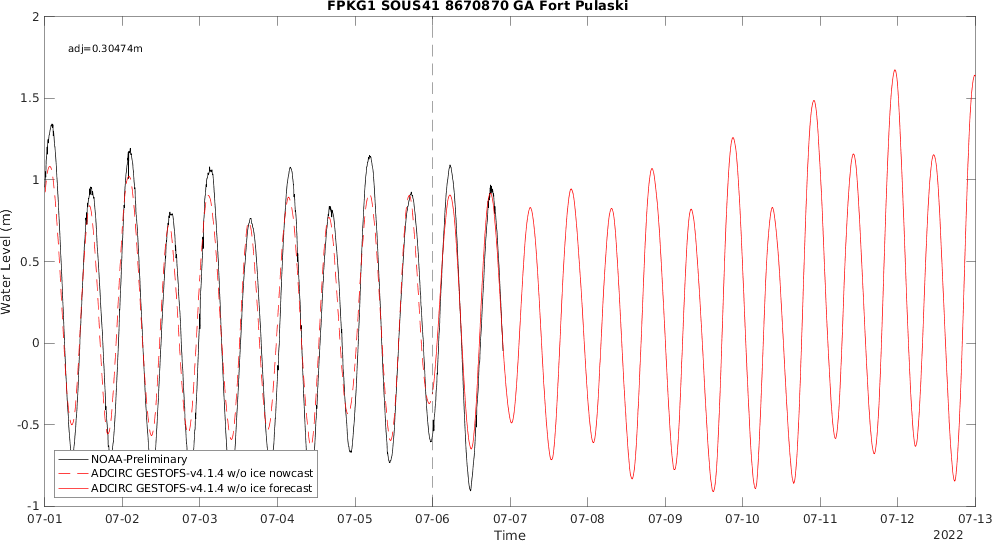 FPKG1 SOUS41 8670870 GA Fort Pulaski
2
adj=0.30474m
1.5
1
0.5
0
-0.5
-1
Water Level (m)
NOAA-Preliminary
ADCIRC GESTOFS-v4.1.4 w/o ice nowcast
ADCIRC GESTOFS-v4.1.4 w/o ice forecast
07-01 07-02 07-03 07-04 07-05 07-06 07-07 07-08 07-09 07-10 07-11 07-12 07-13
Time
2022